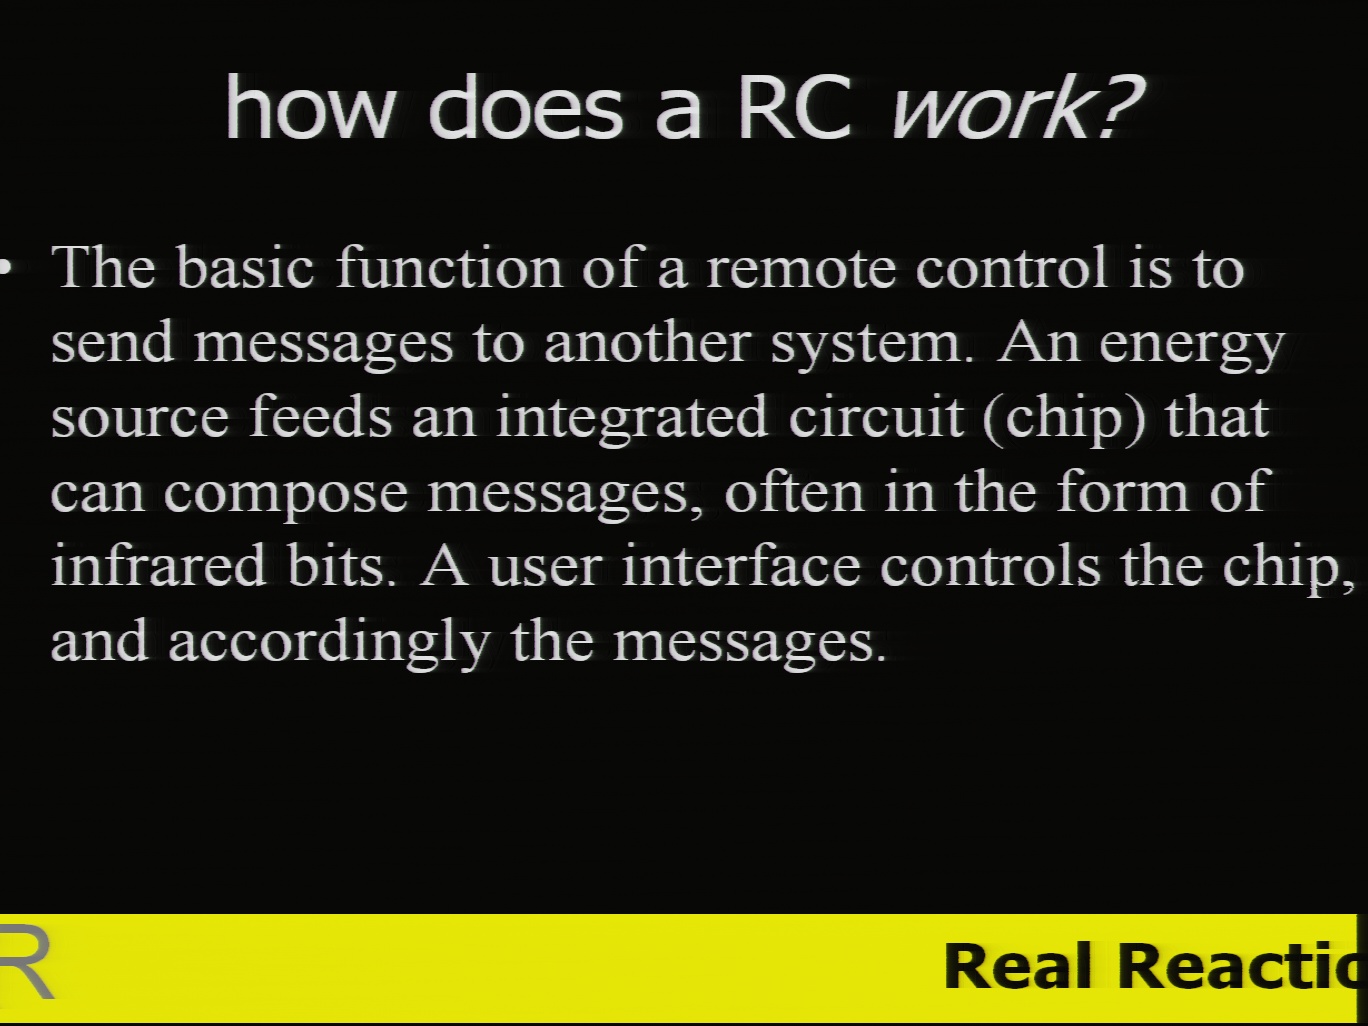 how does a RC work?
• The basic function of a remote control is to
send messages to another system. An energy
source feeds an integrated circuit (chip) that
can compose messages, often in the form of
infrared bits. A user interface controls the chip,
and accordingly the messages.
R
Real Reactio